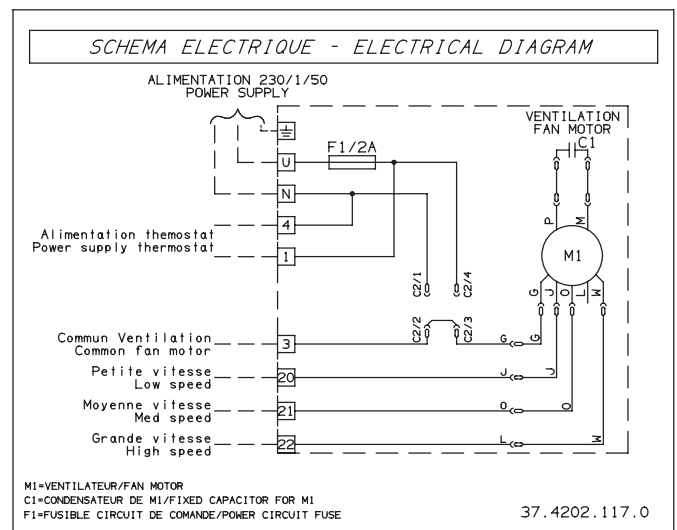 SCHEMA ELECTRIQUE - ELECTRICAL DIAGRAM
ALIMENTATION 230/1/50
POWER SUPPLY
VENTILATION
FAN MOTOR
C1
F1/2A
U
N
4
1
Alimentation themostat
Power supply thermostat
P
M
M1
G
J
O
L
W
C2/1
C2/4
C2/2
C2/3
Commun Ventilation
Common fan motor
3
G
G
Petite vitesse
Low speed
20
J
J
Moyenne vitesse
Med speed
21
O
O
Grande vitesse
High speed
22
L
W
M1=VENTILATEUR/FAN MOTOR
C1=CONDENSATEUR DE M1/FIXED CAPACITOR FOR M1
F1=FUSIBLE CIRCUIT DE COMANDE/POWER CIRCUIT FUSE
37.4202.117.0